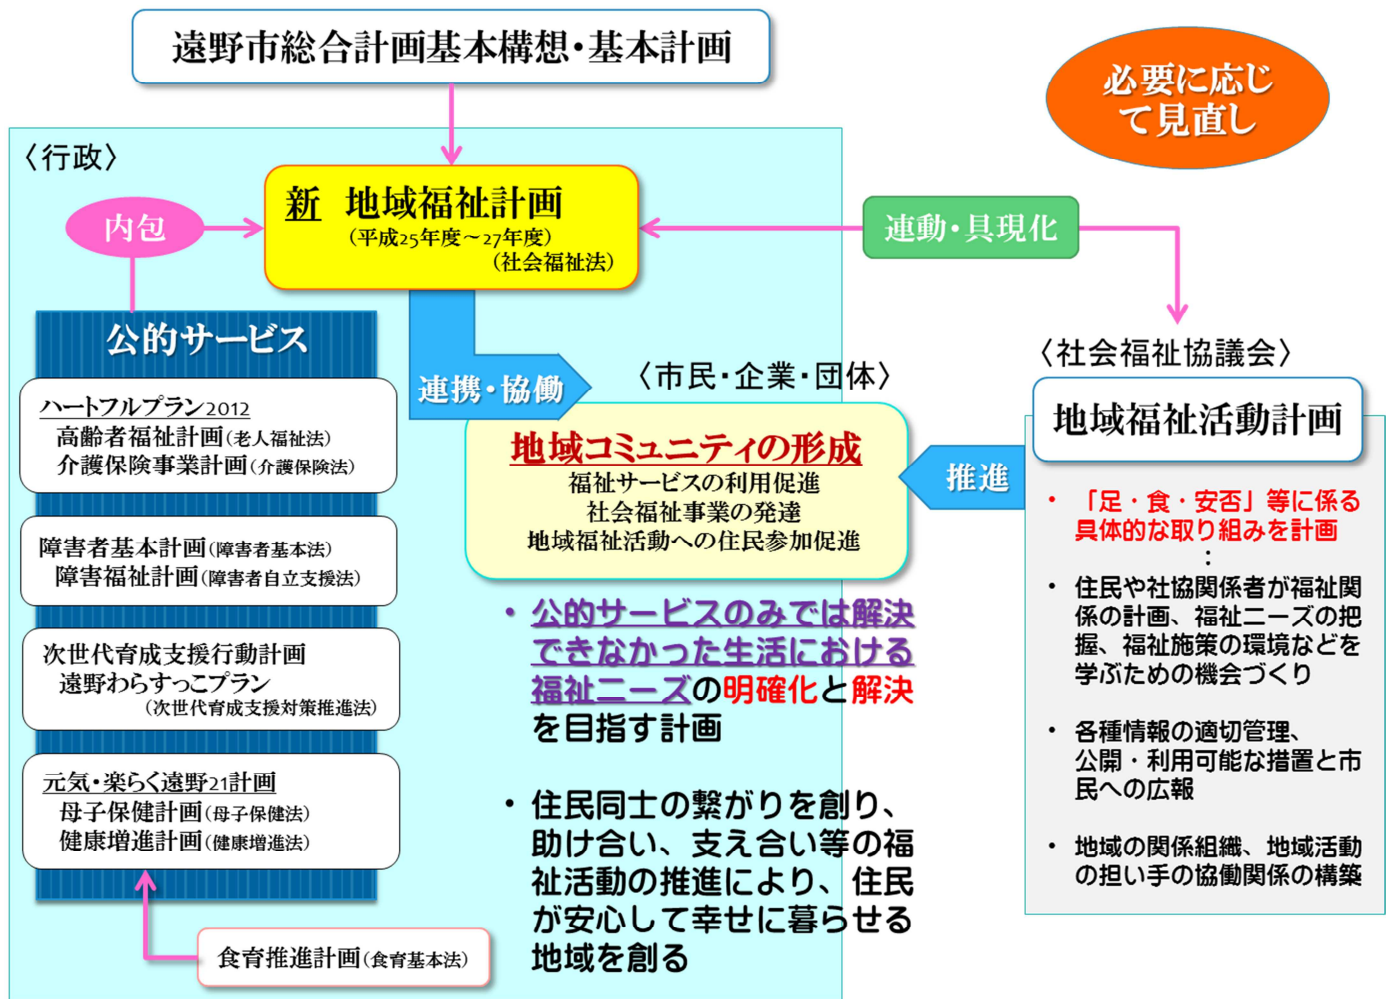 遠野市総合計画基本構想・基本計画
必要に応じ
て見直し
〈行政〉
内包
新 地域福祉計画
(平成25年度～27年度)
(社会福祉法)
連動・具現化
公的サービス
ハートフルプラン2012
高齢者福祉計画(老人福祉法)
介護保険事業計画(介護保険法)
障害者基本計画(障害者基本法)
障害福祉計画(障害者自立支援法)
次世代育成支援行動計画
遠野わらすっこプラン
(次世代育成支援対策推進法)
元気・楽らく遠野21計画
母子保健計画(母子保健法)
健康増進計画(健康増進法)
食育推進計画(食育基本法)
連携・協働
〈市民・企業・団体〉
地域コミュニティの形成
福祉サービスの利用促進
社会福祉事業の発達
地域福祉活動への住民参加促進
・公的サービスのみでは解決
できなかった生活における
福祉ニーズの明確化と解決
を目指す計画
・住民同士の繋がりを創り、
助け合い、支え合い等の福
祉活動の推進により、住民
が安心して幸せに暮らせる
地域を創る
推進
〈社会福祉協議会〉
地域福祉活動計画
・「足・食・安否」等に係る
具体的な取り組みを計画
：
・住民や社協関係者が福祉関
係の計画、福祉ニーズの把
握、福祉施策の環境などを
学ぶための機会づくり
・各種情報の適切管理、
公開・利用可能な措置と市
民への広報
・地域の関係組織、地域活動
の担い手の協働関係の構築